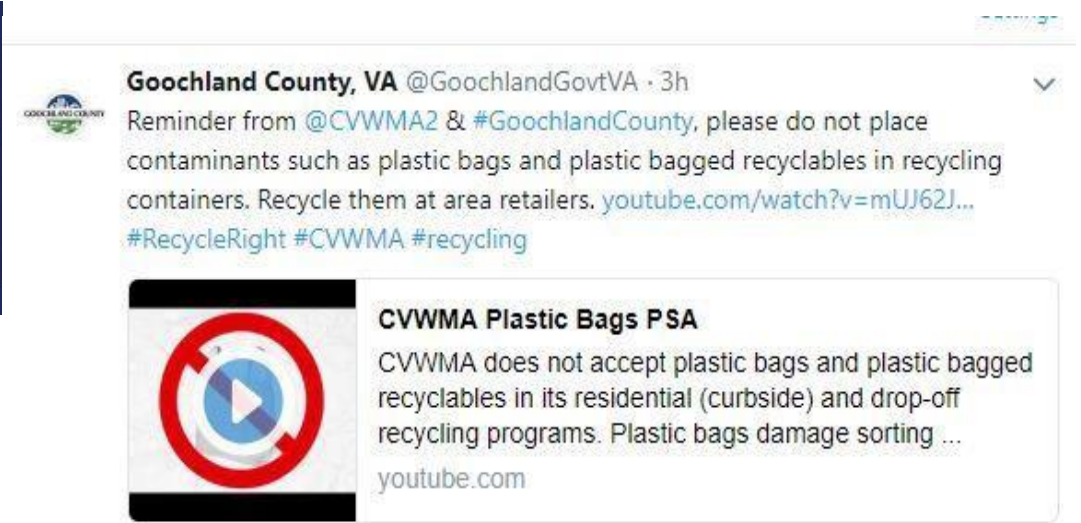 Goochland County, VA @GoochlandGovtVA · 3h
GOOCHLAND COUNTY
Reminder from @CVWMA2 & #GoochlandCounty, please do not place
contaminants such as plastic bags and plastic bagged recyclables in recycling
containers. Recycle them at area retailers. youtube.com/watch?v=mUJ62J...
#RecycleRight #CVWMA #recycling
CVWMA Plastic Bags PSA
CVWMA does not accept plastic bags and plastic bagged
recyclables in its residential (curbside) and drop-off
recycling programs. Plastic bags damage sorting ...
youtube.com